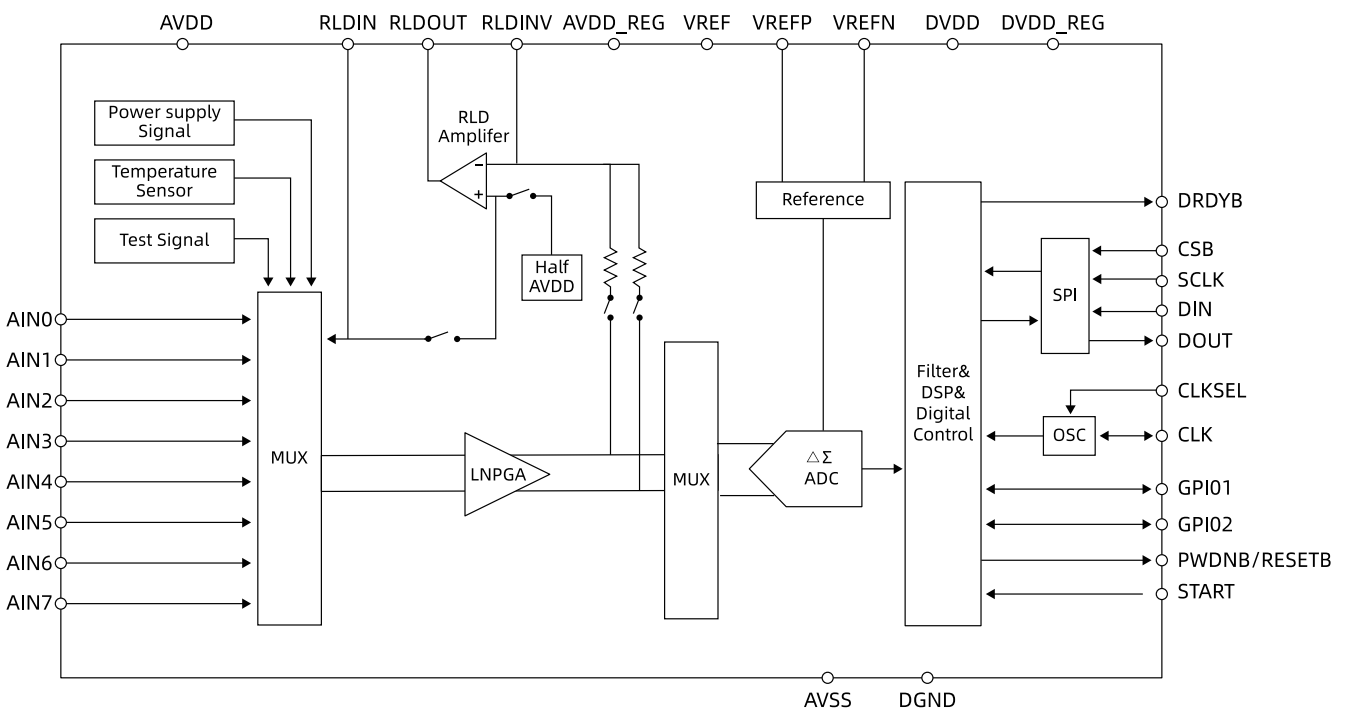 AVDD RLDIN RLDOUT RLDINV AVDD_REG VREF VREFP VREFN DVDD DVDD_REG
Power supply
Signal
Temperature
Sensor
Test Signal
RLD
Amplifer
−
+
Half
AVDD
Reference
AIN0
AIN1
AIN2
AIN3
AIN4
AIN5
AIN6
AIN7
MUX
LNPGA
MUX
△Σ
ADC
Filter&
DSP&
Digital
Control
SPI
OSC
DRDYB
CSB
SCLK
DIN
DOUT
CLKSEL
CLK
GPI01
GPI02
PWDNB/RESETB
START
AVSS DGND